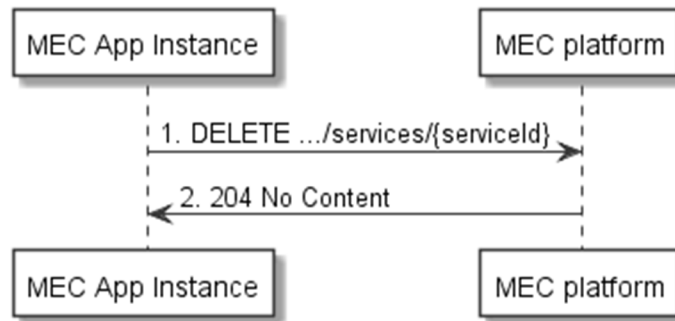 MEC App Instance
MEC platform
1. DELETE .../services/{serviceId}
2. 204 No Content
MEC App Instance
MEC platform